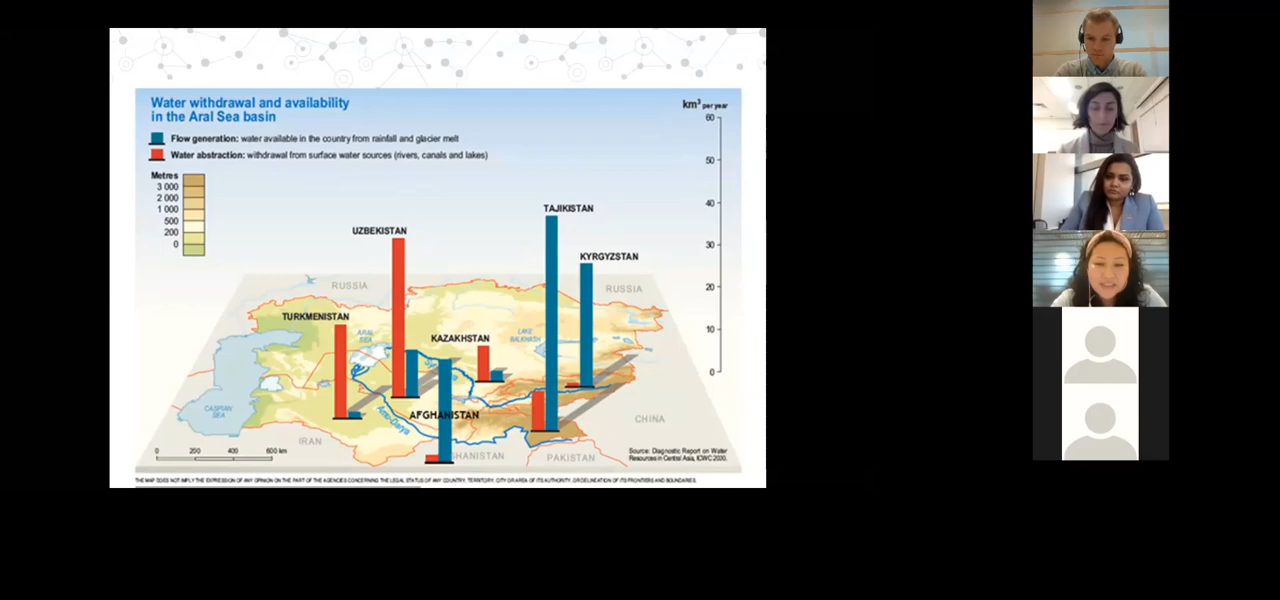 Water withdrawal and availability
in the Aral Sea basin
km³ per year
Flow generation: water available in the country from rainfall and glacier melt
Water abstraction: withdrawal from surface water sources (rivers, canals and lakes)
Metres
3 000
2 000
1 000
500
200
0
60
50
40
30
20
10
0
TAJIKISTAN
UZBEKISTAN
KYRGYZSTAN
RUSSIA
RUSSIA
TURKMENISTAN
ARAL
SEA
KAZAKHSTAN
LAKE
BALKHASH
CASPIAN
SEA
Amu-Darya
AFGHANISTAN
CHINA
IRAN
GHANISTAN
PAKISTAN
0 200 400 600 km
Source: Diagnostic Report on Water
Resources in Central Asia, ICWC 2000.
THE MAP DOES NOT IMPLY THE EXPRESSION OF ANY OPINION ON THE PART OF THE AGENCIES CONCERNING THE LEGAL STATUS OF ANY COUNTRY, TERRITORY, CITY OR AREA OF ITS AUTHORITY, OR DELINEATION OF ITS FRONTIERS AND BOUNDARIES.